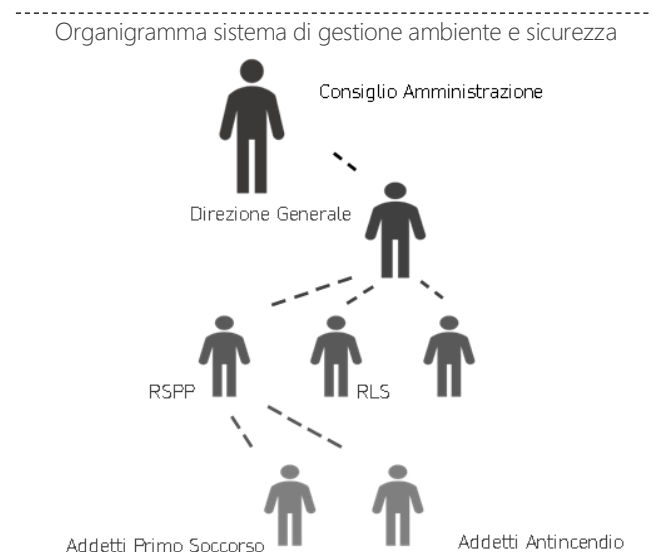 Organigramma sistema di gestione ambiente e sicurezza
Consiglio Amministrazione
Direzione Generale
RSPP
RLS
Addetti Primo Soccorso
Addetti Antincendio